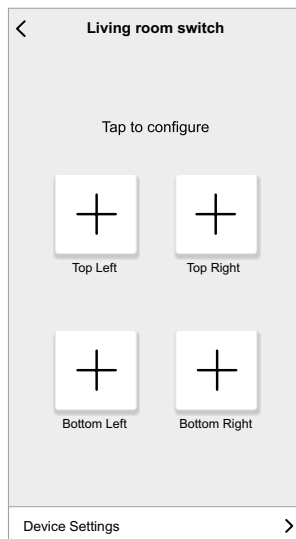 Living room switch
Tap to configure
Top Left
Top Right
Bottom Left
Bottom Right
Device Settings